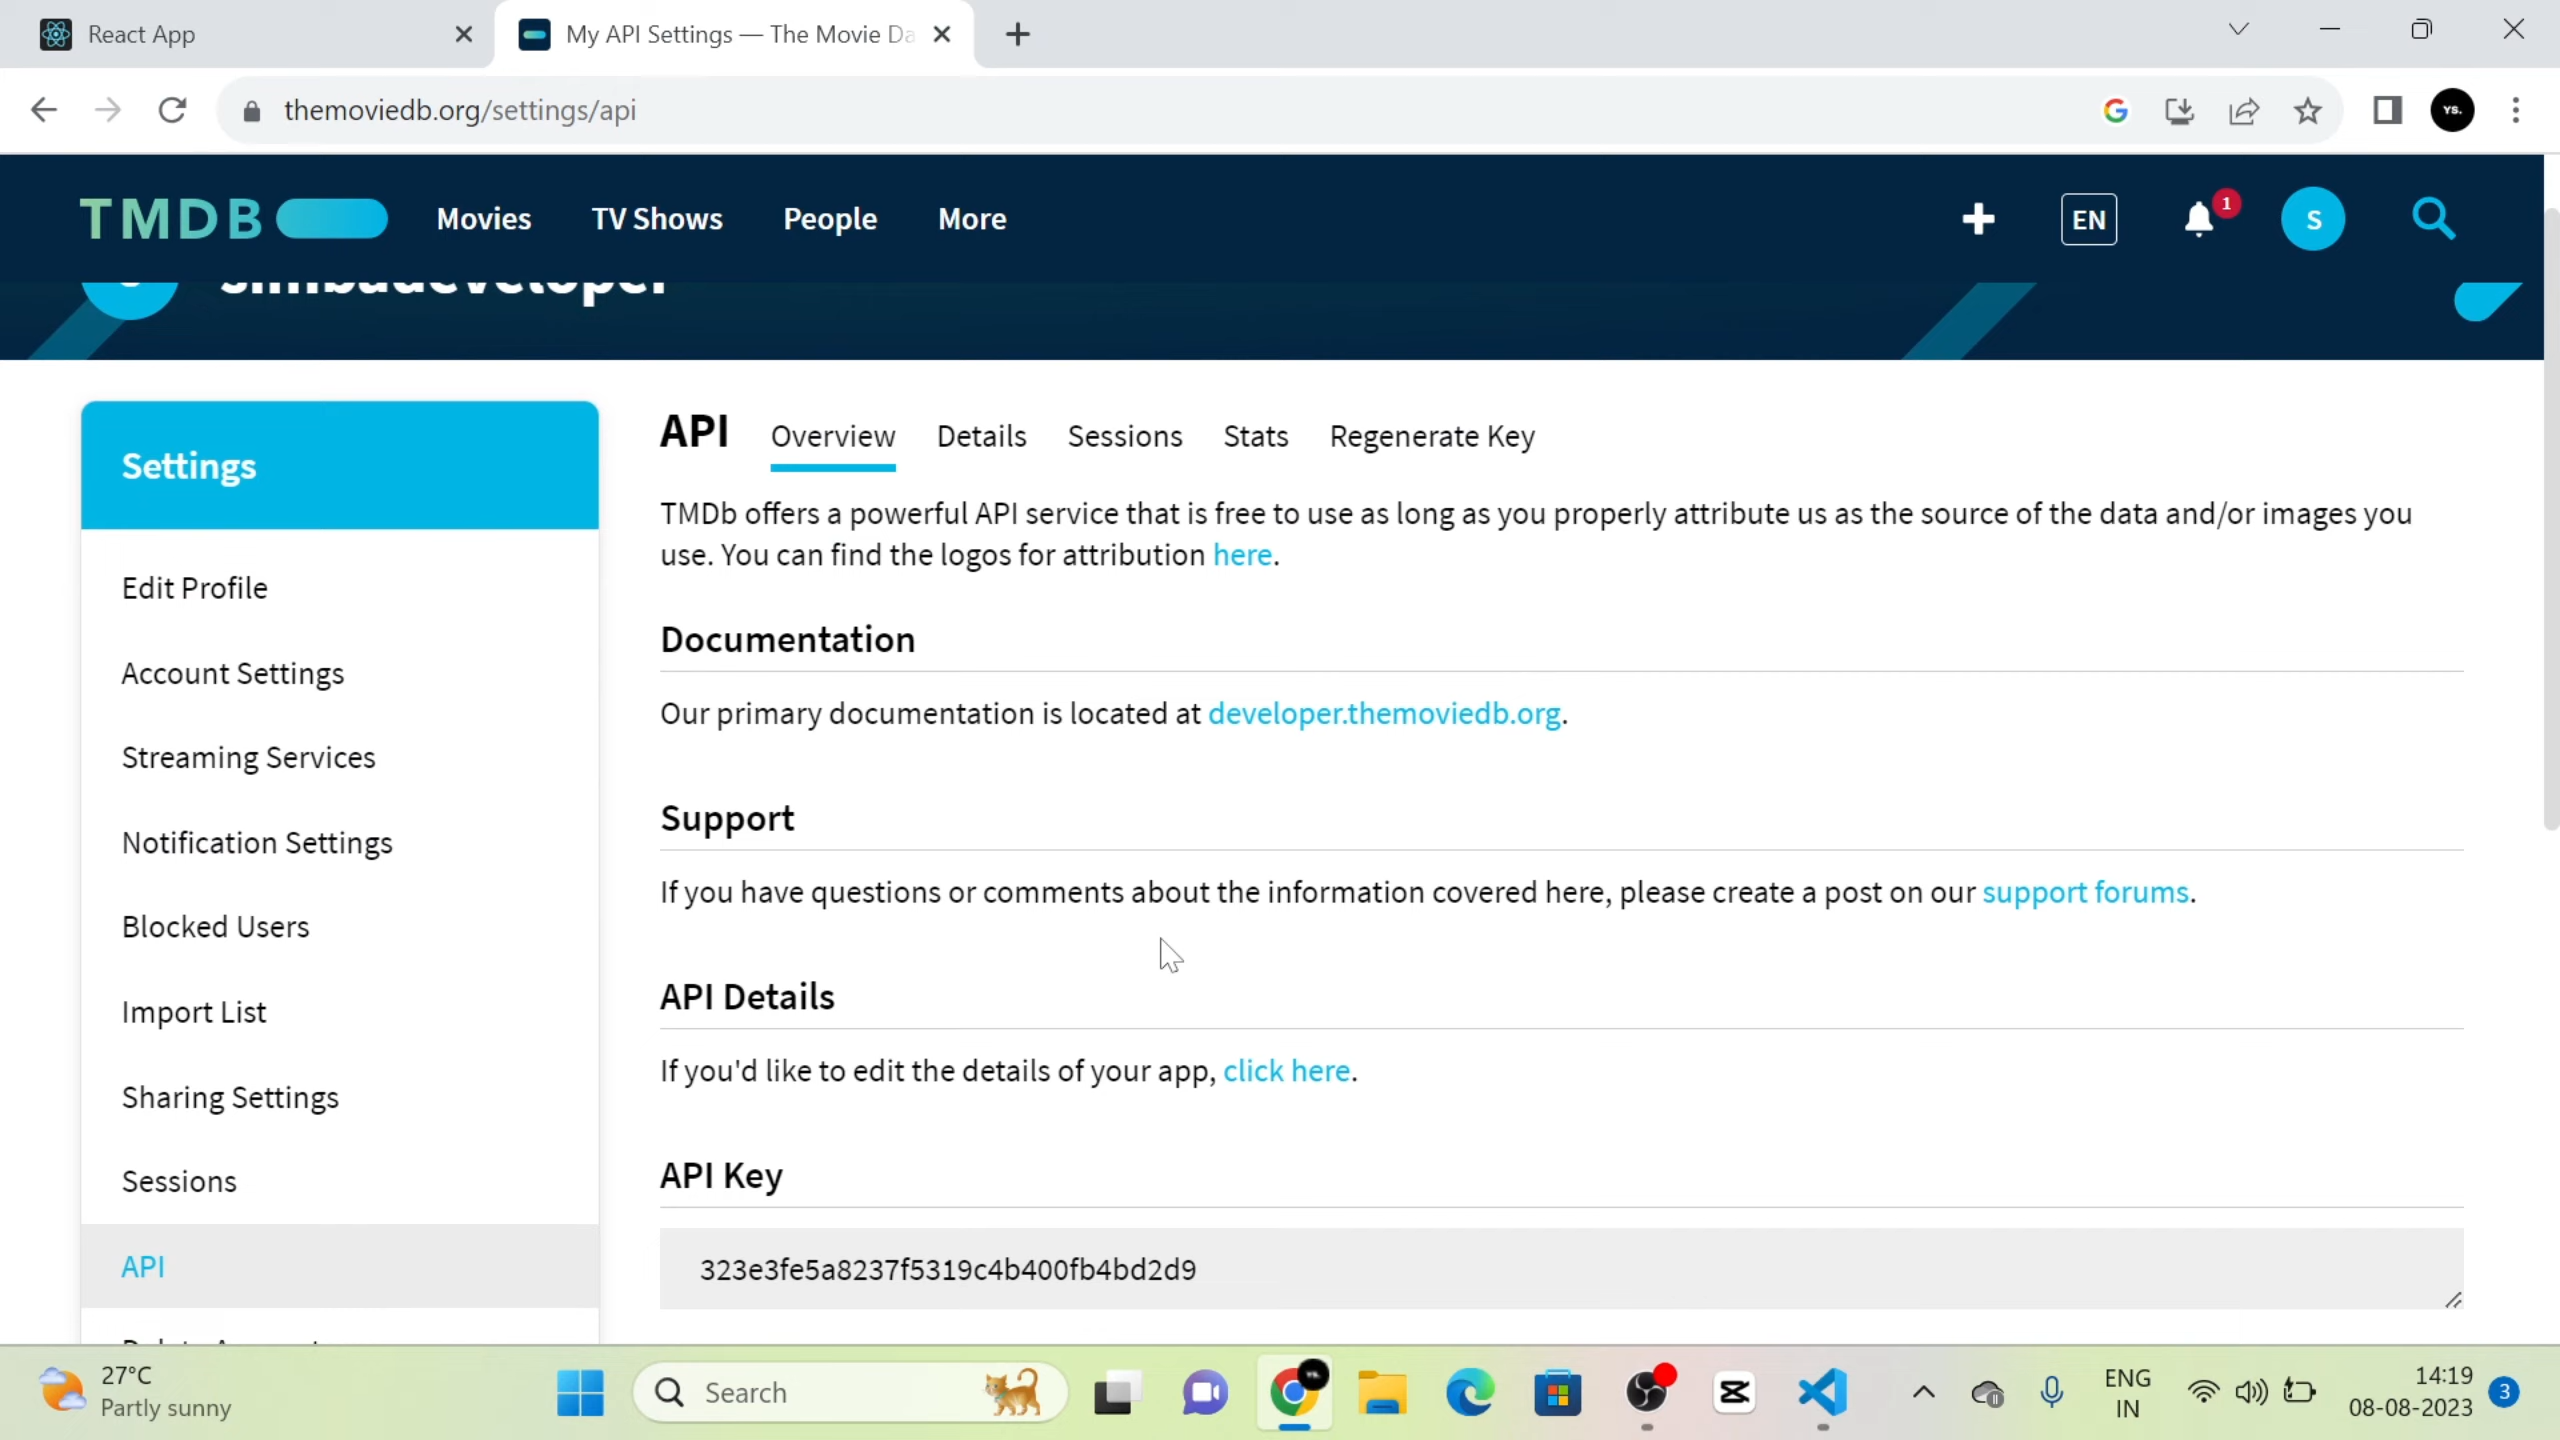 React App
My API Settings — The Movie Da
themoviedb.org/settings/api
YS.
TMDB
Movies
TV Shows
People
More
EN
1
S
simbadeveloper
Settings
Edit Profile
Account Settings
Streaming Services
Notification Settings
Blocked Users
Import List
Sharing Settings
Sessions
API
API
Overview
Details
Sessions
Stats
Regenerate Key
TMDb offers a powerful API service that is free to use as long as you properly attribute us as the source of the data and/or images you
use. You can find the logos for attribution here.
Documentation
Our primary documentation is located at developer.themoviedb.org.
Support
If you have questions or comments about the information covered here, please create a post on our support forums.
API Details
If you'd like to edit the details of your app, click here.
API Key
323e3fe5a8237f5319c4b400fb4bd2d9
27°C
Partly sunny
Search
ENG
IN
14:19
08-08-2023
3